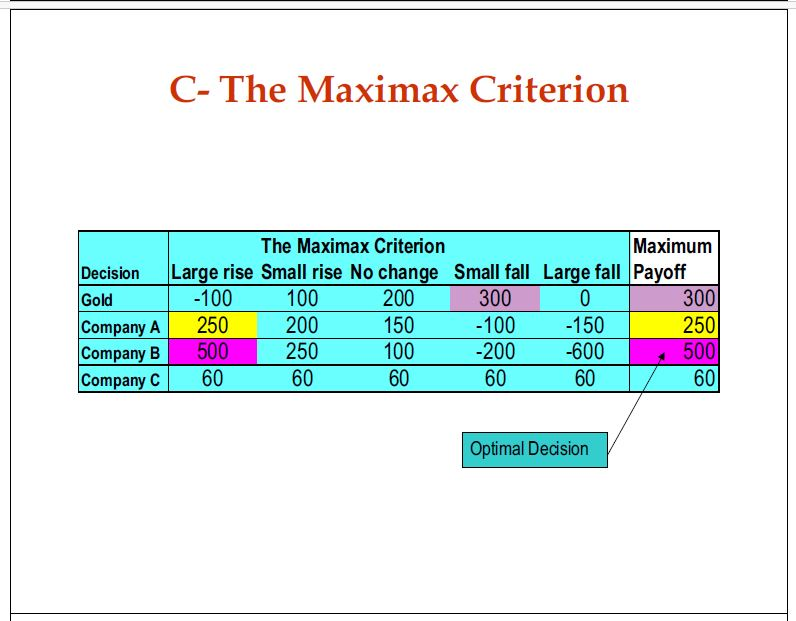 C- The Maximax Criterion
The Maximax Criterion Maximum
Decision Large rise Small rise No change Small fall Large fall Payoff
Gold -100 100 200 300 0 300
Company A 250 200 150 -100 -150 250
Company B 500 250 100 -200 -600 500
Company C 60 60 60 60 60 60
Optimal Decision